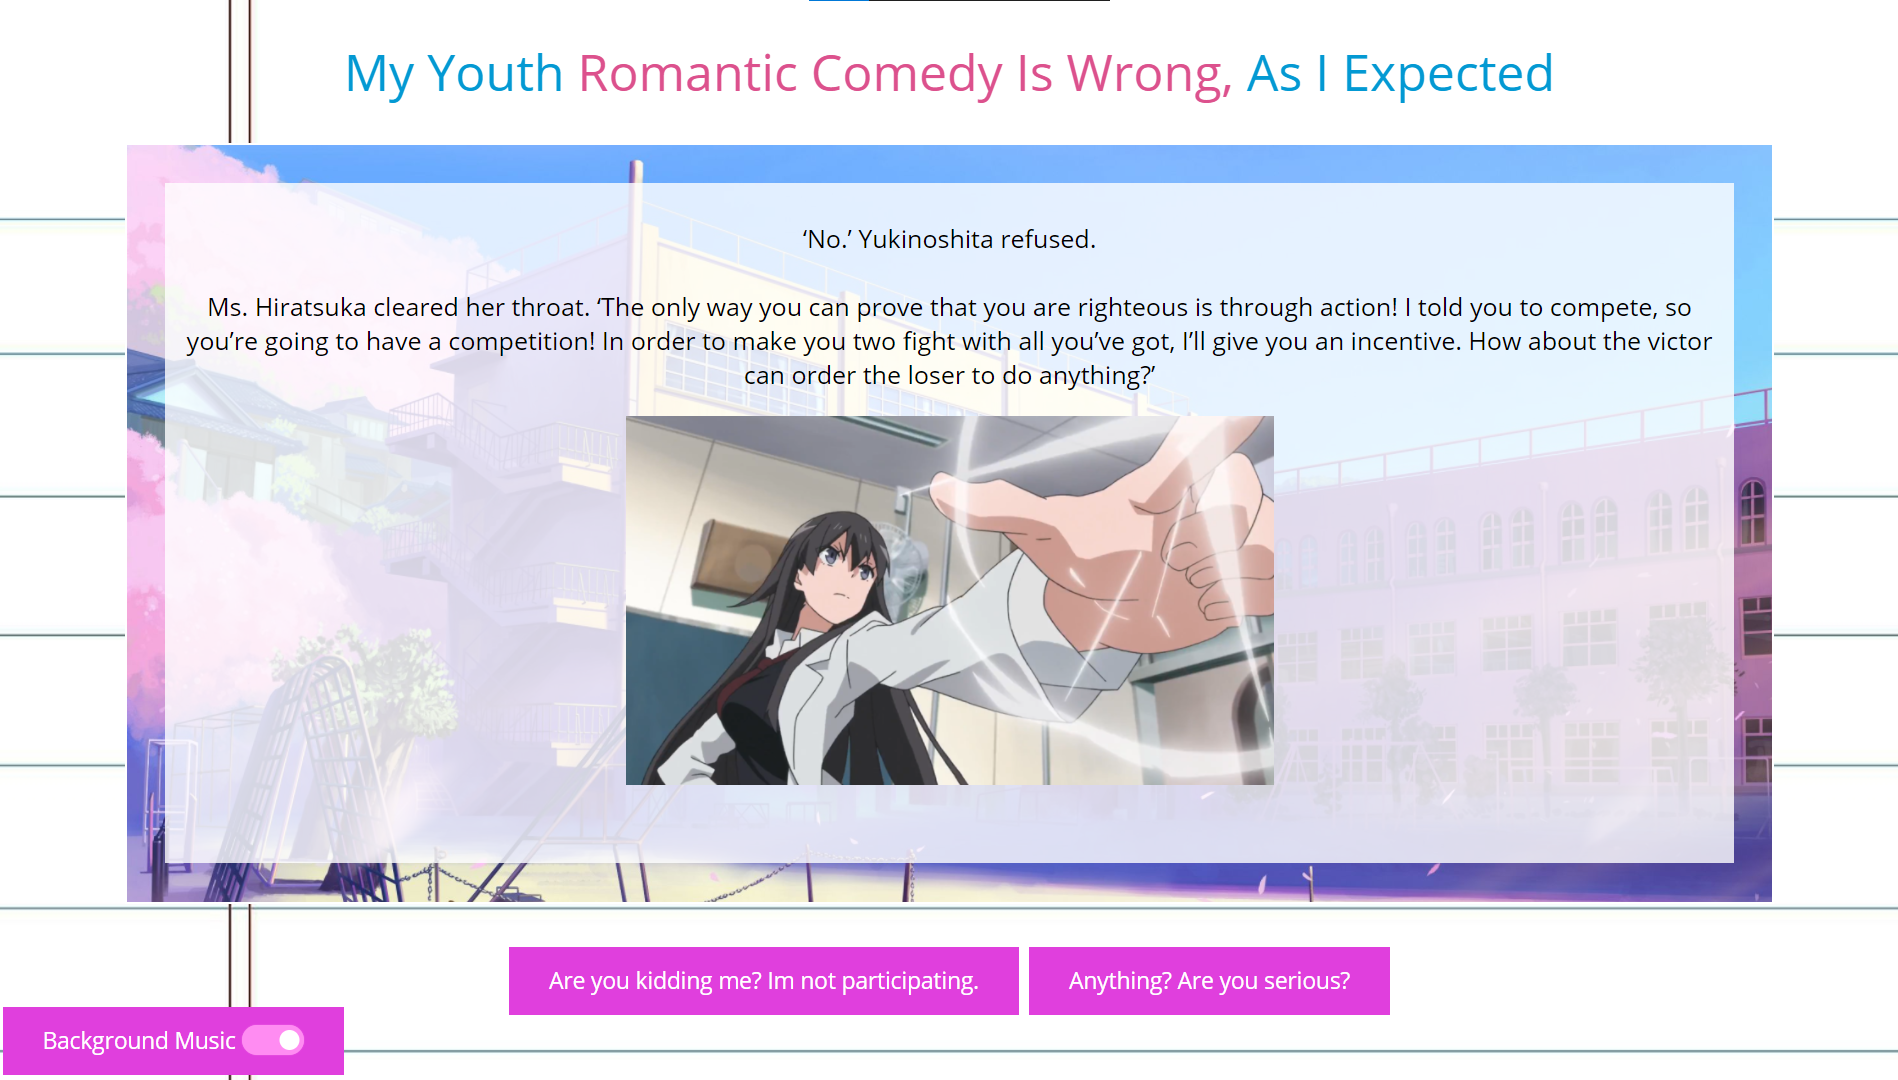 My Youth Romantic Comedy Is Wrong, As I Expected
‘No.’ Yukinoshita refused.
Ms. Hiratsuka cleared her throat. ‘The only way you can prove that you are righteous is through action! I told you to compete, so
you’re going to have a competition! In order to make you two fight with all you’ve got, I’ll give you an incentive. How about the victor
can order the loser to do anything?’
Are you kidding me? Im not participating.
Anything? Are you serious?
Background Music